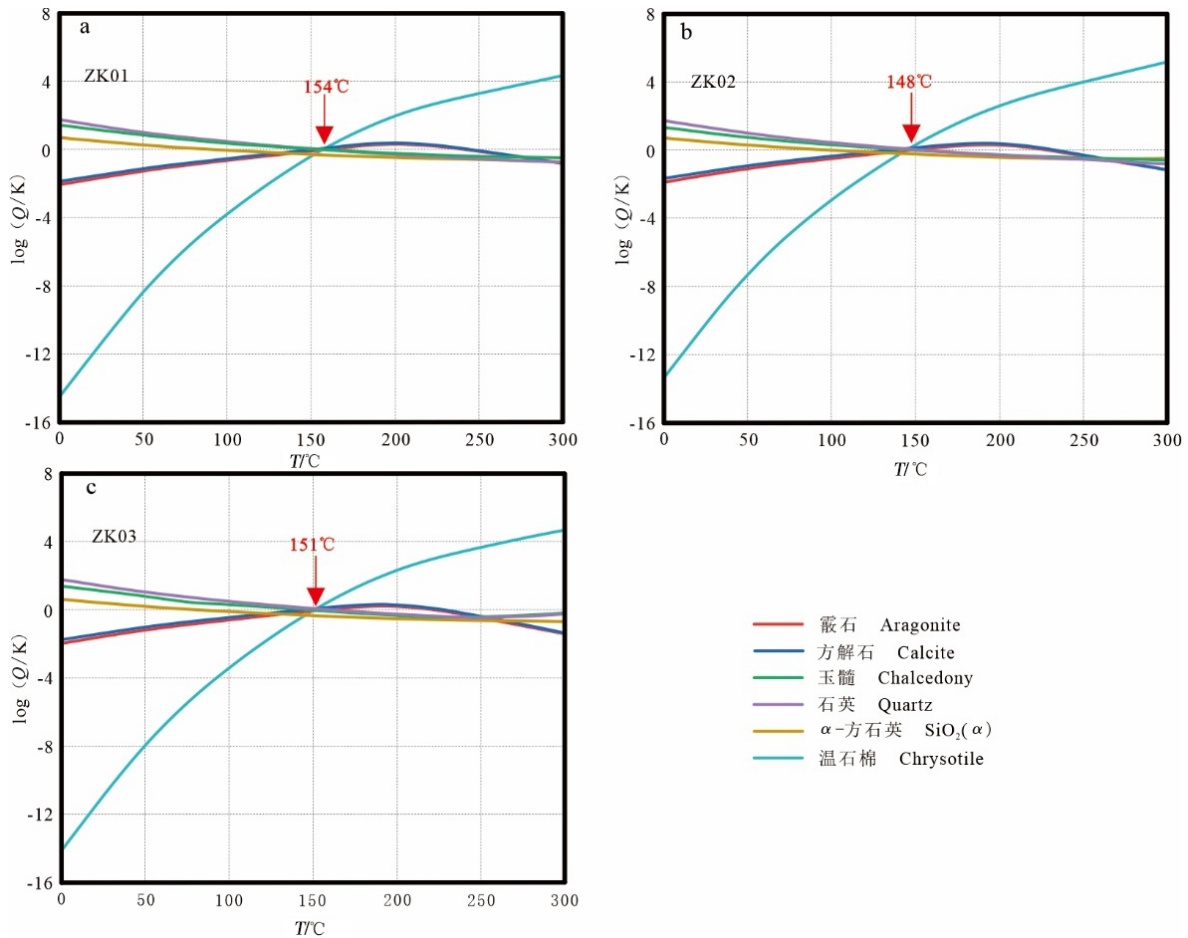 a
ZK01
154℃
log（Q/K）
8
4
0
-4
-8
-12
-16
0 50 100 150 200 250 300
T/℃
b
ZK02
148℃
log（Q/K）
8
4
0
-4
-8
-12
-16
0 50 100 150 200 250 300
T/℃
c
ZK03
151℃
log（Q/K）
8
4
0
-4
-8
-12
-16
0 50 100 150 200 250 300
T/℃
霰石 Aragonite
方解石 Calcite
玉髓 Chalcedony
石英 Quartz
α-方石英 SiO₂(α)
温石棉 Chrysotile